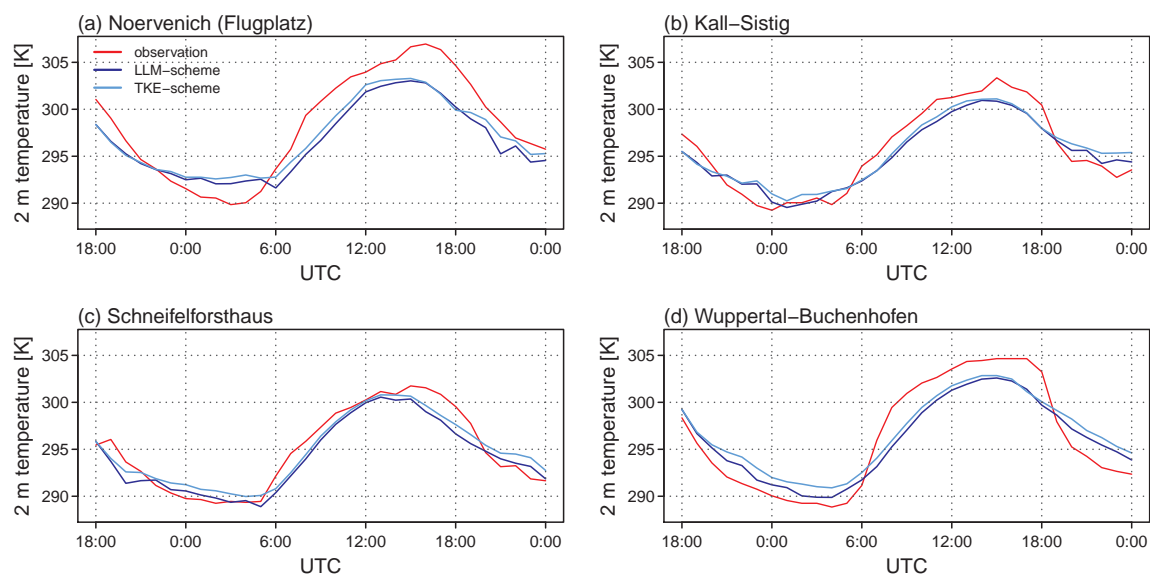 (a) Noervenich (Flugplatz)
2 m temperature [K]
305
300
295
290
observation
LLM−scheme
TKE−scheme
18:00 0:00 6:00 12:00 18:00 0:00
UTC
(b) Kall−Sistig
2 m temperature [K]
305
300
295
290
18:00 0:00 6:00 12:00 18:00 0:00
UTC
(c) Schneifelforsthaus
2 m temperature [K]
305
300
295
290
18:00 0:00 6:00 12:00 18:00 0:00
UTC
(d) Wuppertal−Buchenhofen
2 m temperature [K]
305
300
295
290
18:00 0:00 6:00 12:00 18:00 0:00
UTC